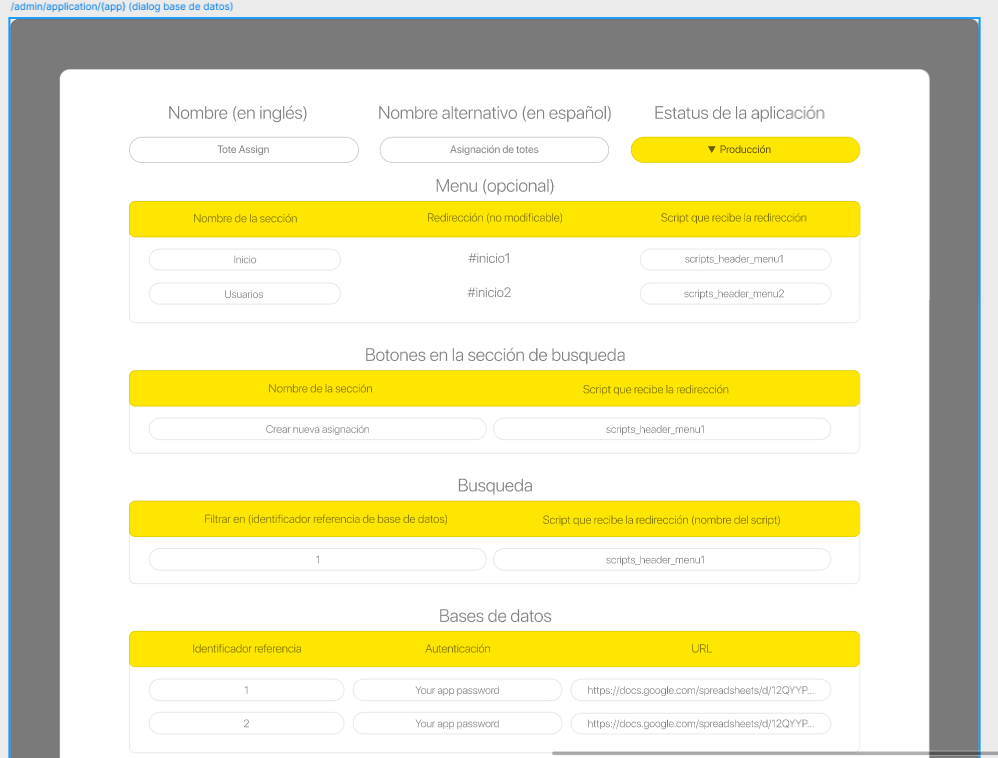 /admin/application/{app} (dialog base de datos)
Nombre (en inglés) Nombre alternativo (en español) Estatus de la aplicación
Tote Assign Asignación de totes ▼ Producción
Menu (opcional)
Nombre de la sección Redirección (no modificable) Script que recibe la redirección
Inicio #inicio1 scripts_header_menu1
Usuarios #inicio2 scripts_header_menu2
Botones en la sección de busqueda
Nombre de la sección Script que recibe la redirección
Crear nueva asignación scripts_header_menu1
Busqueda
Filtrar en (identificador referencia de base de datos) Script que recibe la redirección (nombre del script)
1 scripts_header_menu1
Bases de datos
Identificador referencia Autenticación URL
1 Your app password https://docs.google.com/spreadsheets/d/12QYYP...
2 Your app password https://docs.google.com/spreadsheets/d/12QYYP...